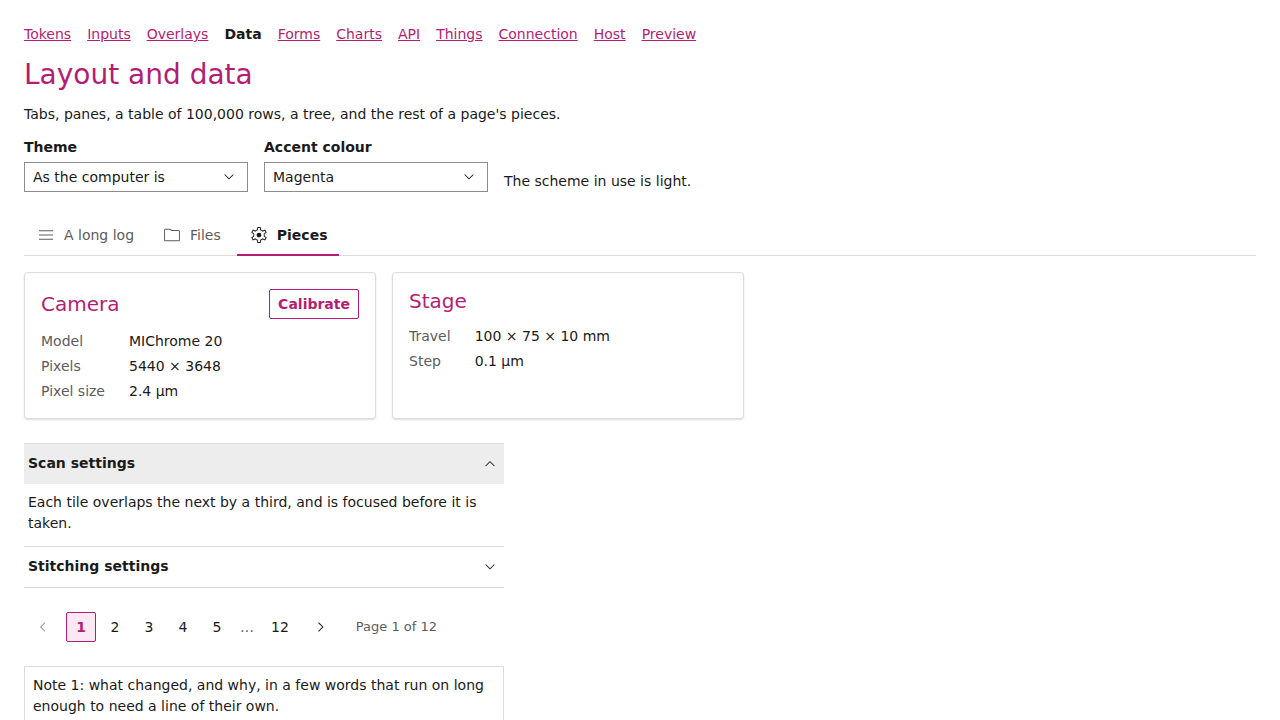 Tokens Inputs Overlays Data Forms Charts API Things Connection Host Preview
Layout and data
Tabs, panes, a table of 100,000 rows, a tree, and the rest of a page's pieces.
Theme Accent colour
As the computer is Magenta The scheme in use is light.
A long log Files Pieces
Camera Calibrate
Model MIChrome 20
Pixels 5440 × 3648
Pixel size 2.4 µm
Stage
Travel 100 × 75 × 10 mm
Step 0.1 µm
Scan settings
Each tile overlaps the next by a third, and is focused before it is
taken.
Stitching settings
1 2 3 4 5 … 12 Page 1 of 12
Note 1: what changed, and why, in a few words that run on long
enough to need a line of their own.